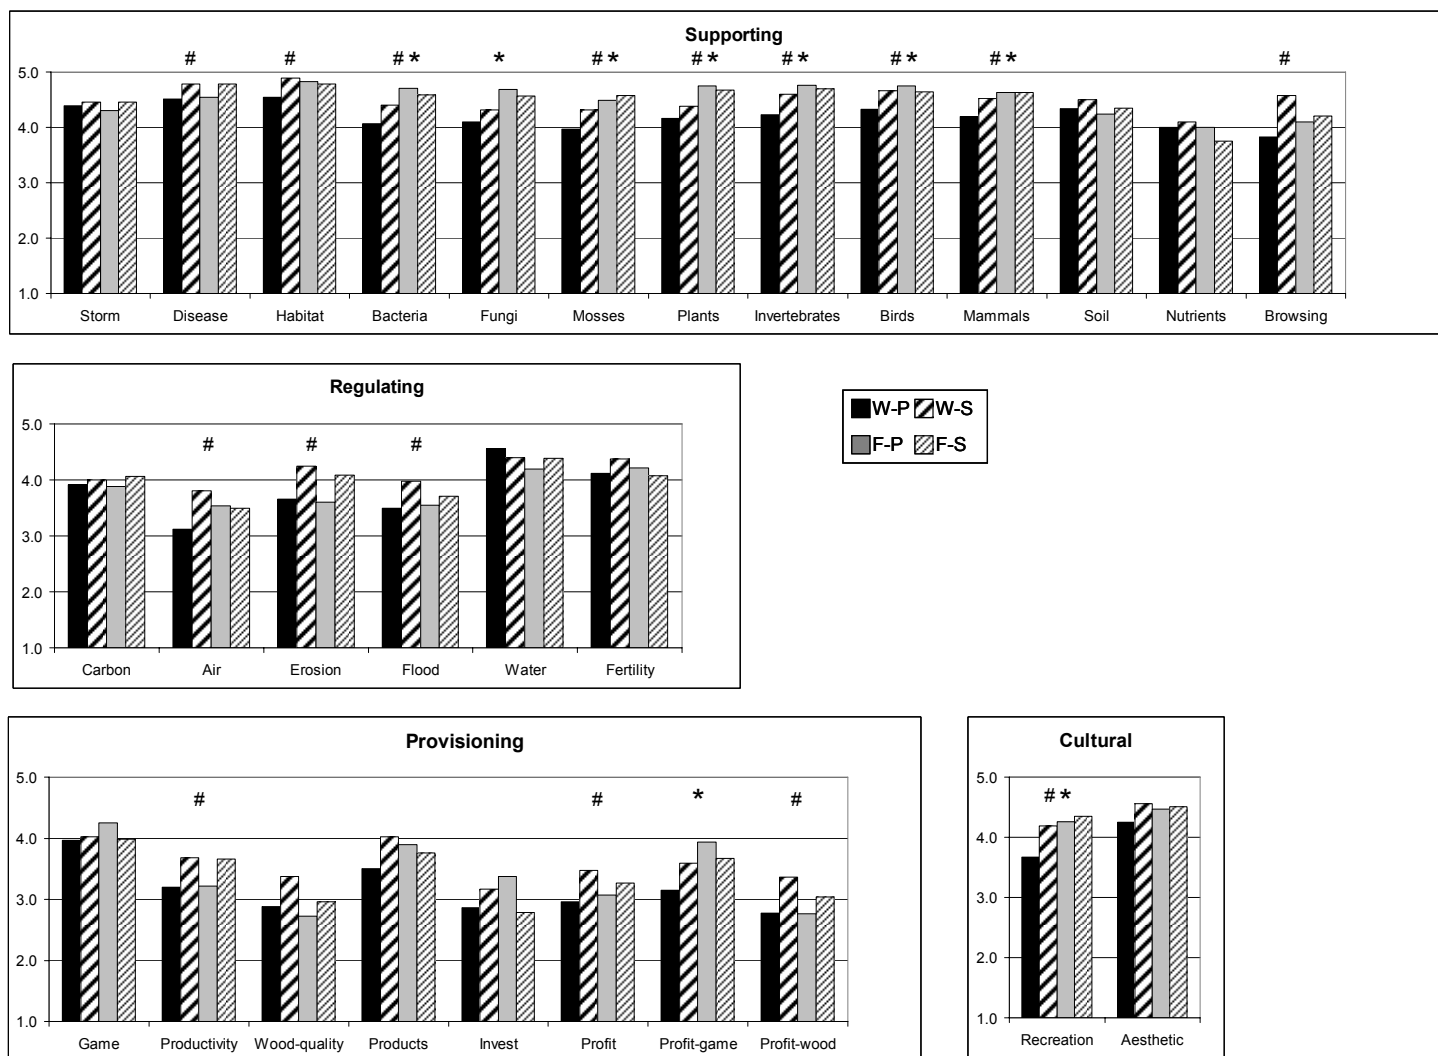 Supporting
# # # * * # * # * # * # * # * #
5.0
4.0
3.0
2.0
1.0
Storm Disease Habitat Bacteria Fungi Mosses Plants Invertebrates Birds Mammals Soil Nutrients Browsing
Regulating
# # #
5.0
4.0
3.0
2.0
1.0
Carbon Air Erosion Flood Water Fertility
W-P W-S
F-P F-S
Provisioning
# # * #
5.0
4.0
3.0
2.0
1.0
Game Productivity Wood-quality Products Invest Profit Profit-game Profit-wood
Cultural
# *
5.0
4.0
3.0
2.0
1.0
Recreation Aesthetic